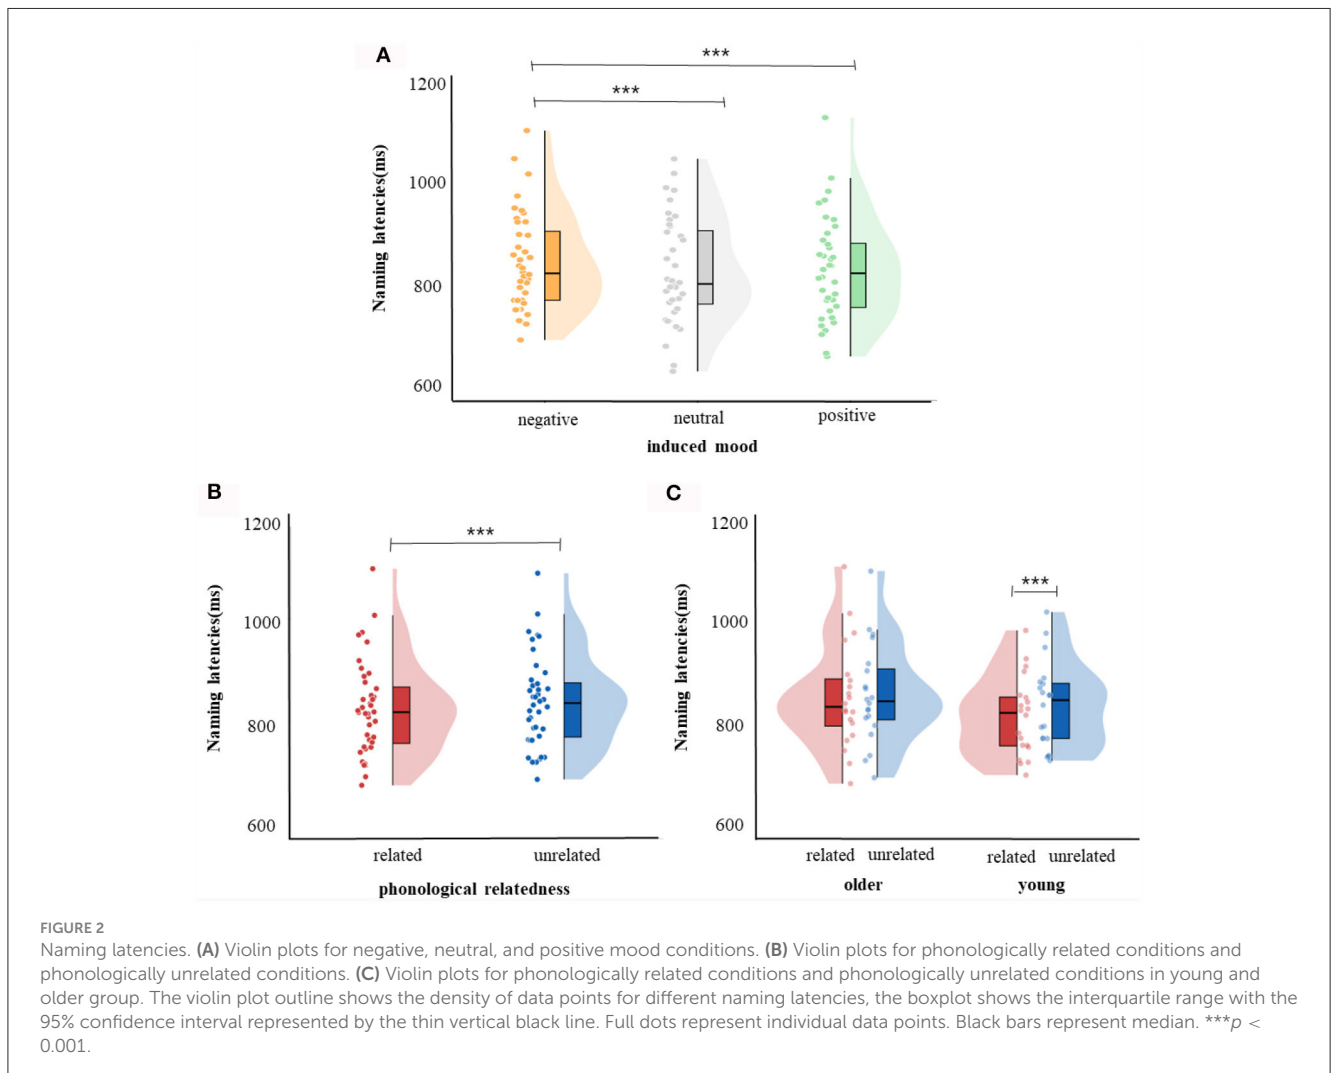 A
***
***
1200
1000
800
600
Naming latencies(ms)
negative
neutral
positive
induced mood
B
***
1200
1000
800
600
Naming latencies(ms)
related
unrelated
phonological relatedness
C
***
1200
1000
800
600
Naming latencies(ms)
related unrelated
related unrelated
older
young
FIGURE 2
Naming latencies. (A) Violin plots for negative, neutral, and positive mood conditions. (B) Violin plots for phonologically related conditions and
phonologically unrelated conditions. (C) Violin plots for phonologically related conditions and phonologically unrelated conditions in young and
older group. The violin plot outline shows the density of data points for different naming latencies, the boxplot shows the interquartile range with the
95% confidence interval represented by the thin vertical black line. Full dots represent individual data points. Black bars represent median. ***p <
0.001.